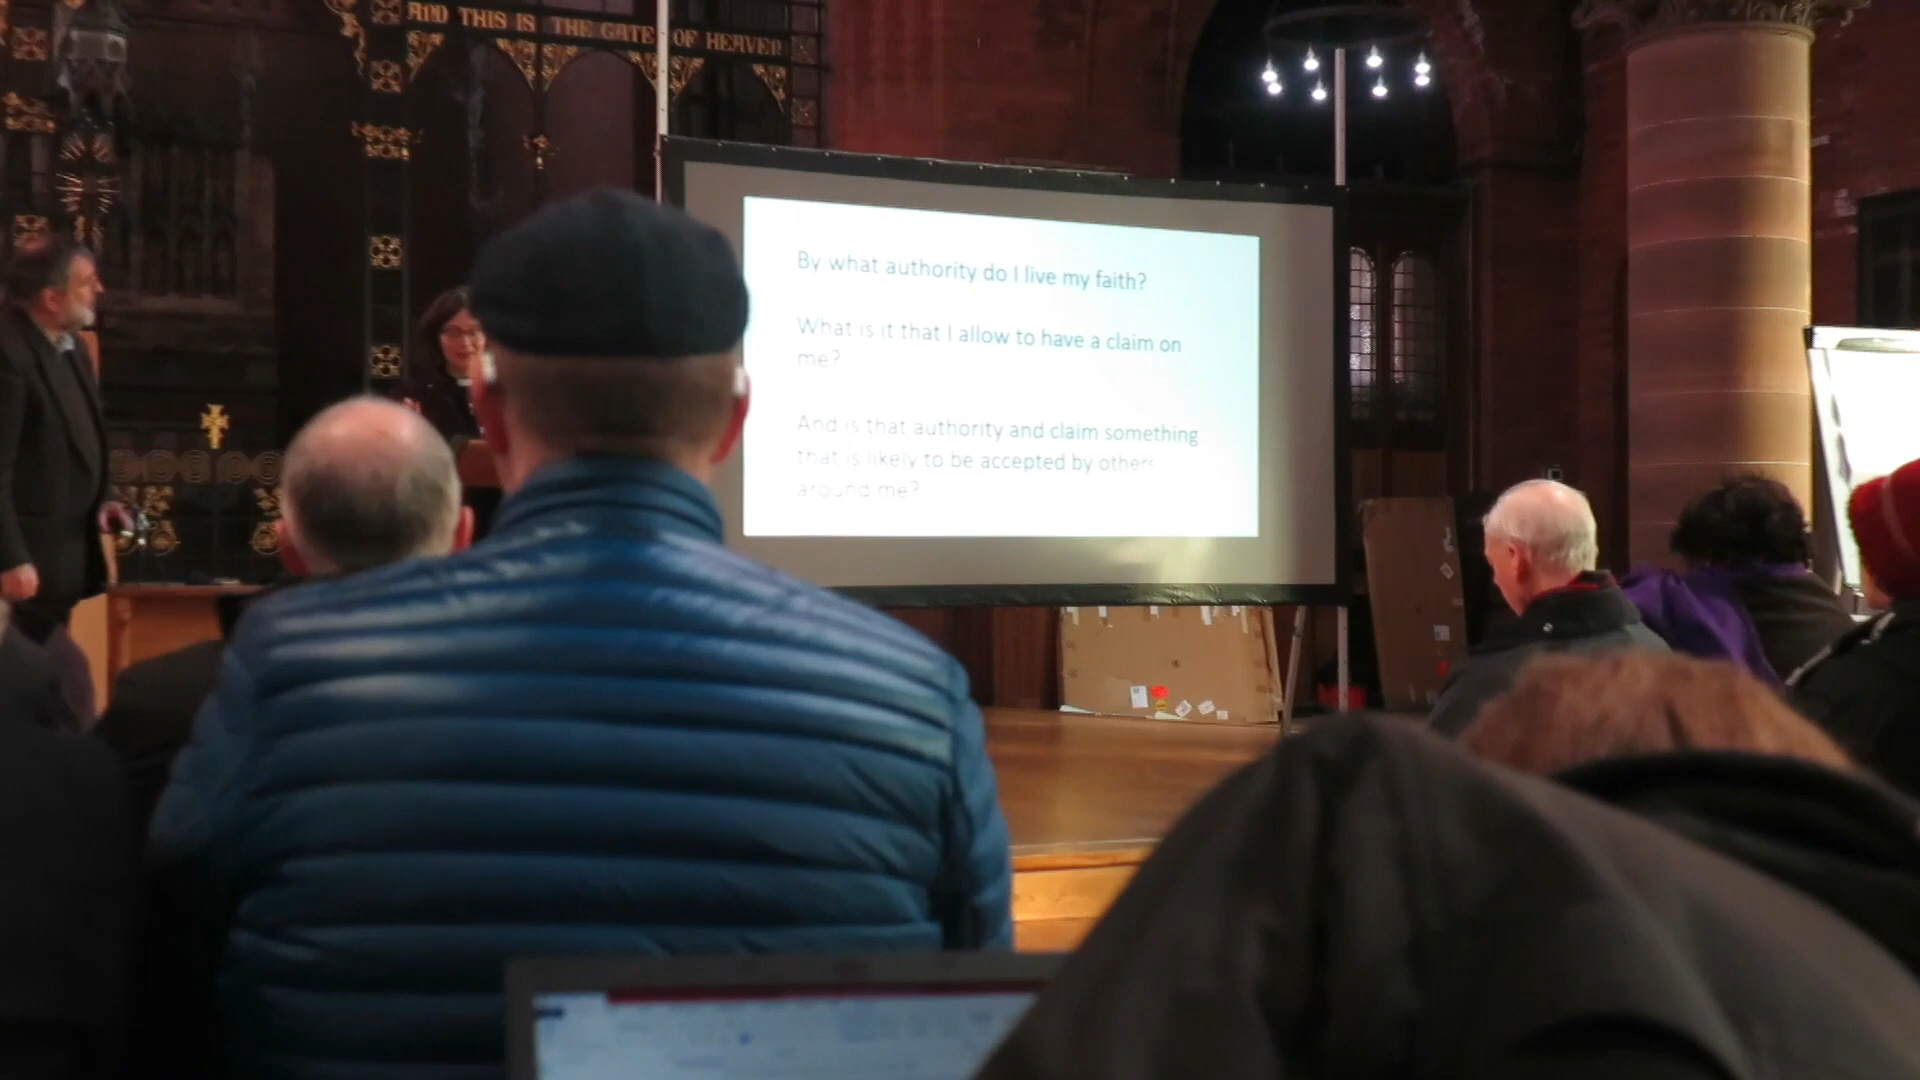 AND THIS IS THE GATE OF HEAVEN
By what authority do I live my faith?
What is it that I allow to have a claim on
me?
And is that authority and claim something
that is likely to be accepted by others
around me?